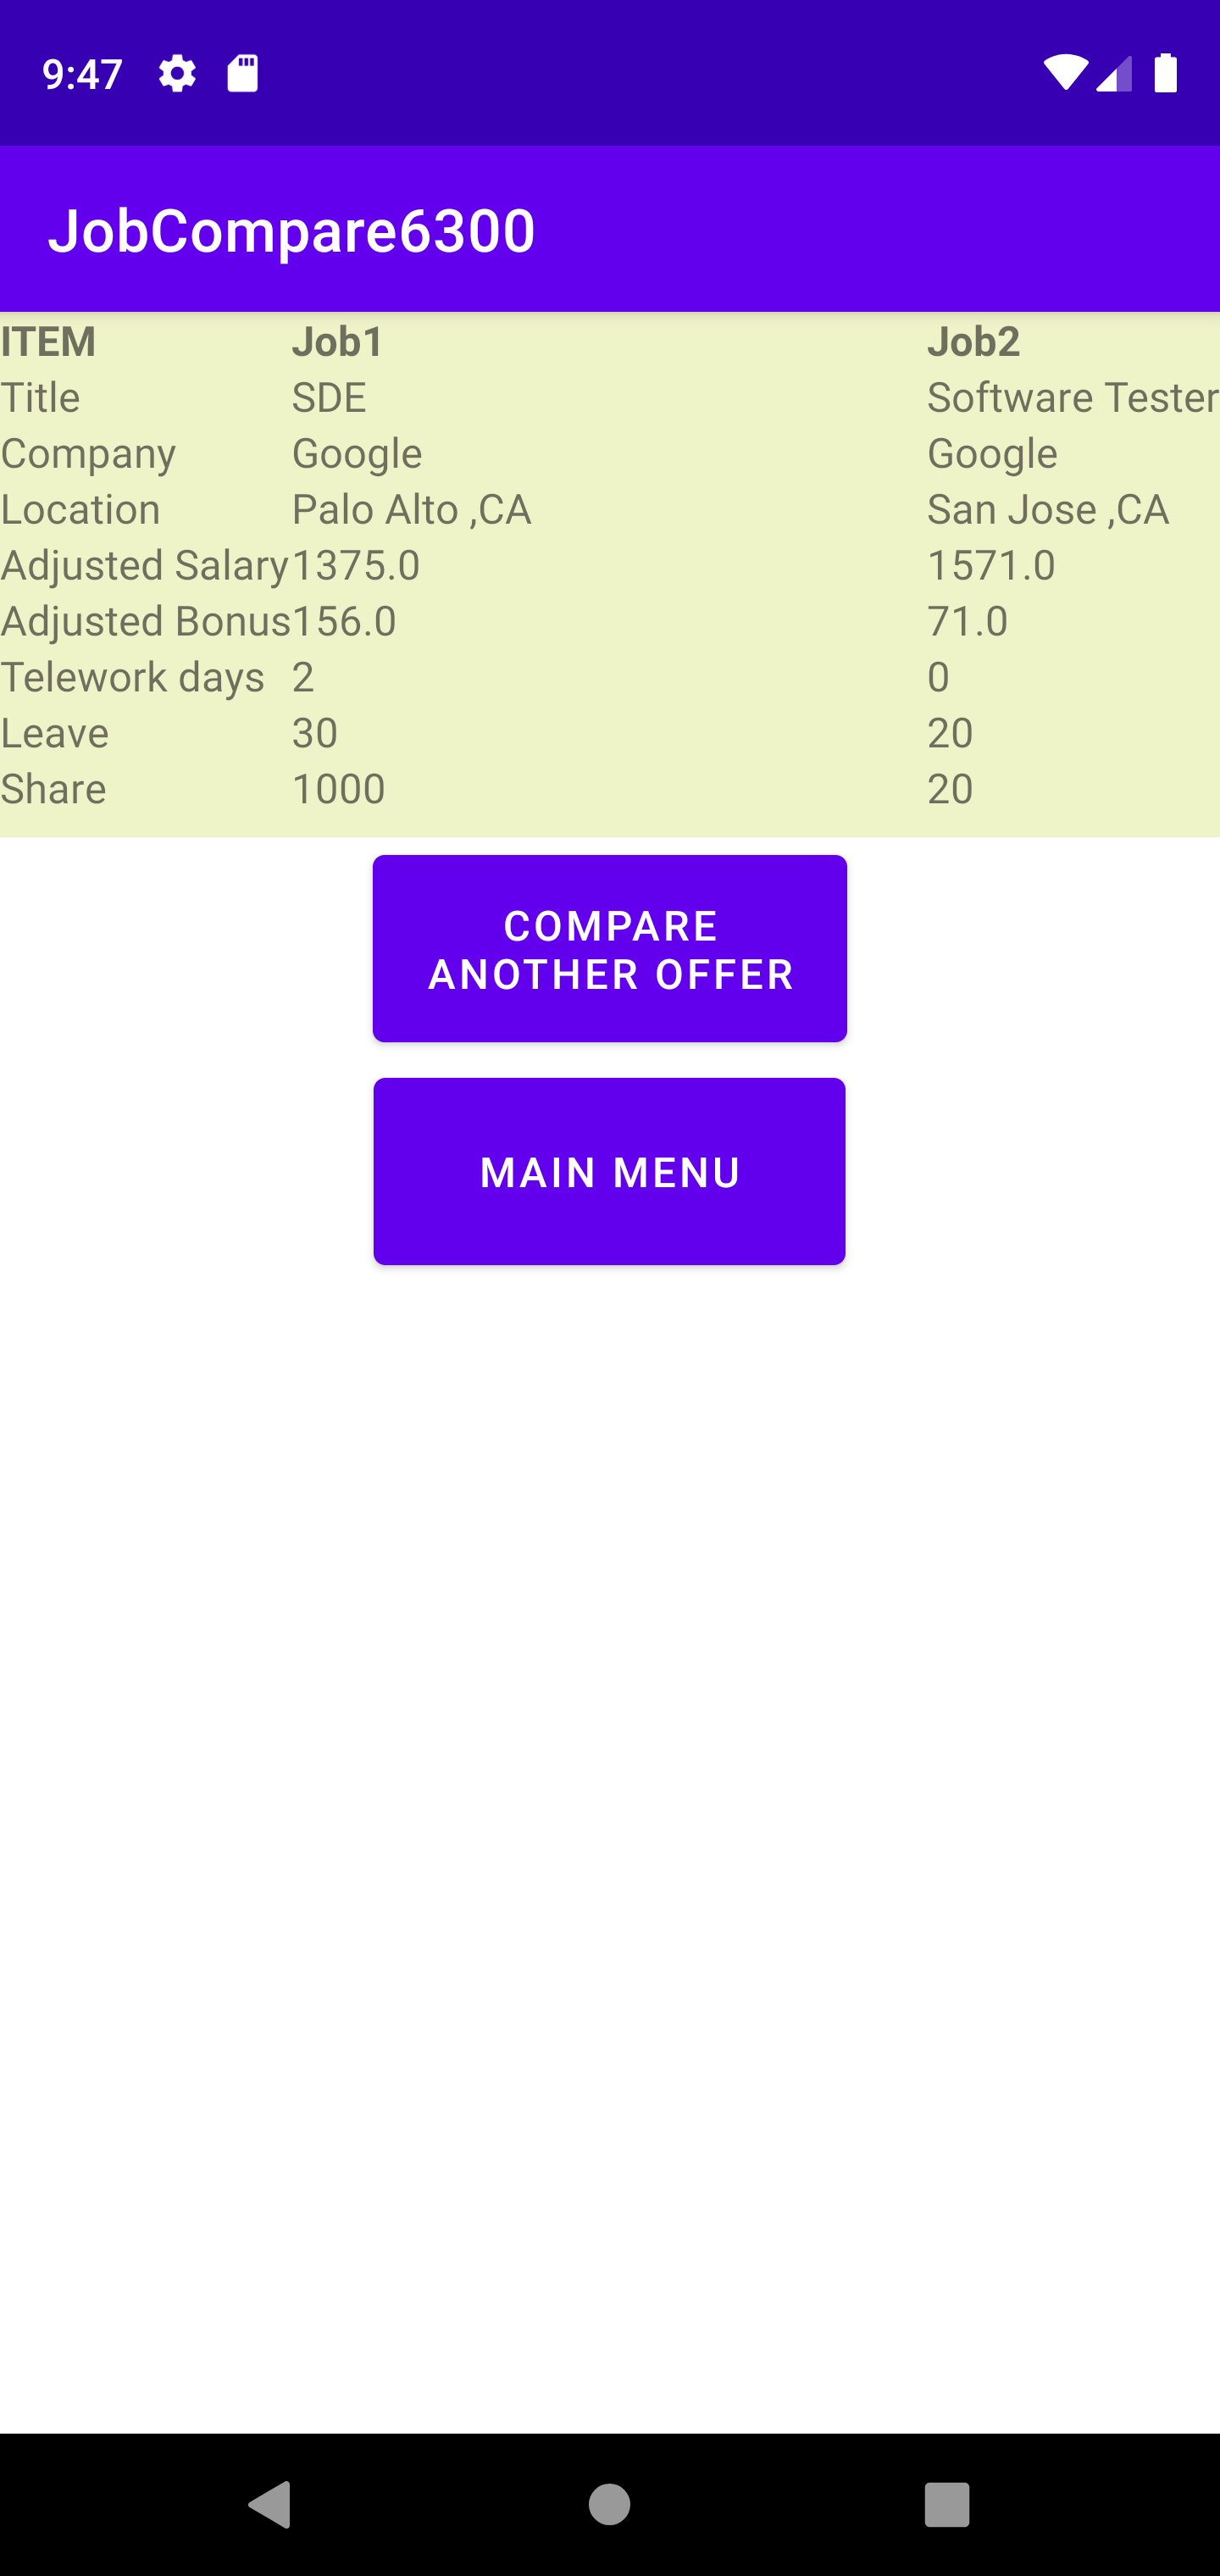 9:47
JobCompare6300
ITEM Job1 Job2
Title SDE Software Tester
Company Google Google
Location Palo Alto ,CA San Jose ,CA
Adjusted Salary 1375.0 1571.0
Adjusted Bonus 156.0 71.0
Telework days 2 0
Leave 30 20
Share 1000 20
COMPARE
ANOTHER OFFER
MAIN MENU